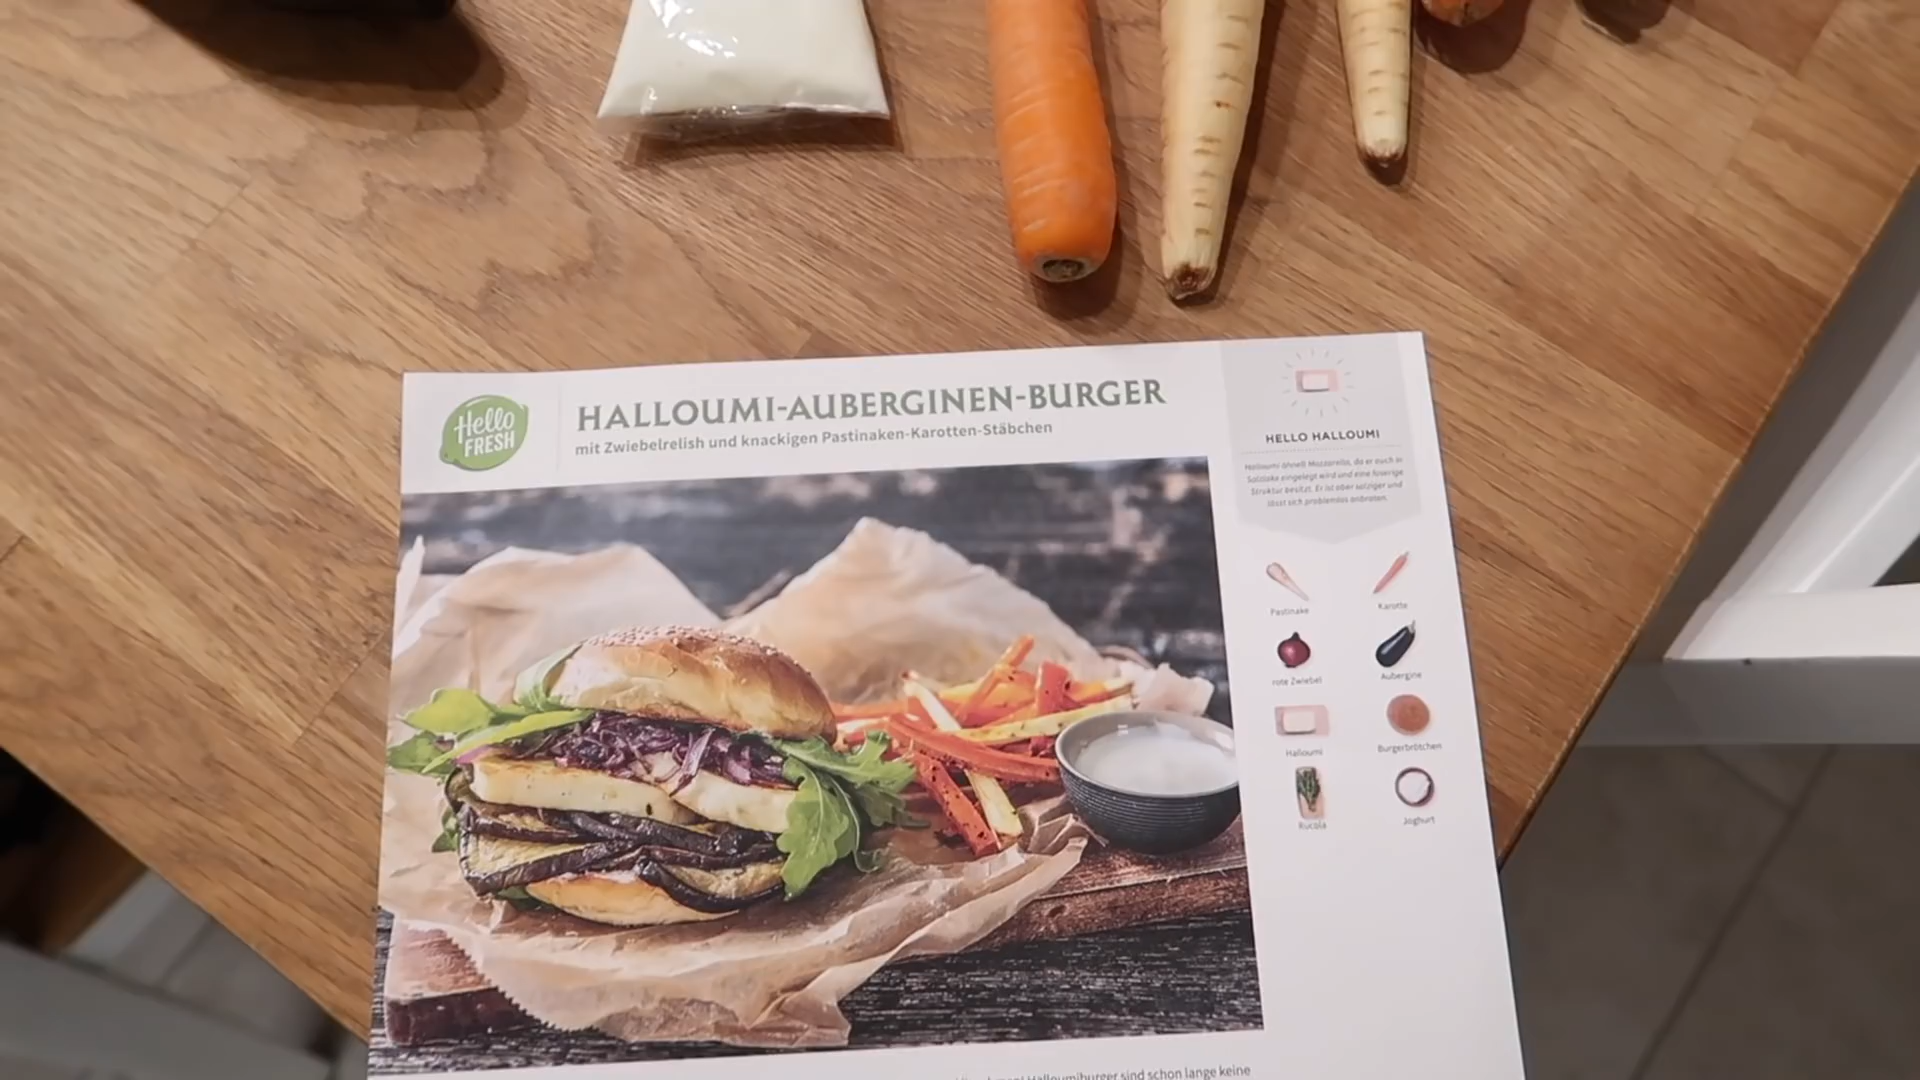 Hello
FRESH
HALLOUMI-AUBERGINEN-BURGER
mit Zwiebelrelish und knackigen Pastinaken-Karotten-Stäbchen
HELLO HALLOUMI
Halloumi ähnelt Mozzarella, da er auch in
Salzlake eingelegt wird und eine faserige
Struktur besitzt. Er ist aber salziger und
lässt sich problemlos anbraten.
Pastinake
Karotte
rote Zwiebel
Aubergine
Halloumi
Burgerbrötchen
Rucola
Joghurt
Halloumiburger sind schon lange keine